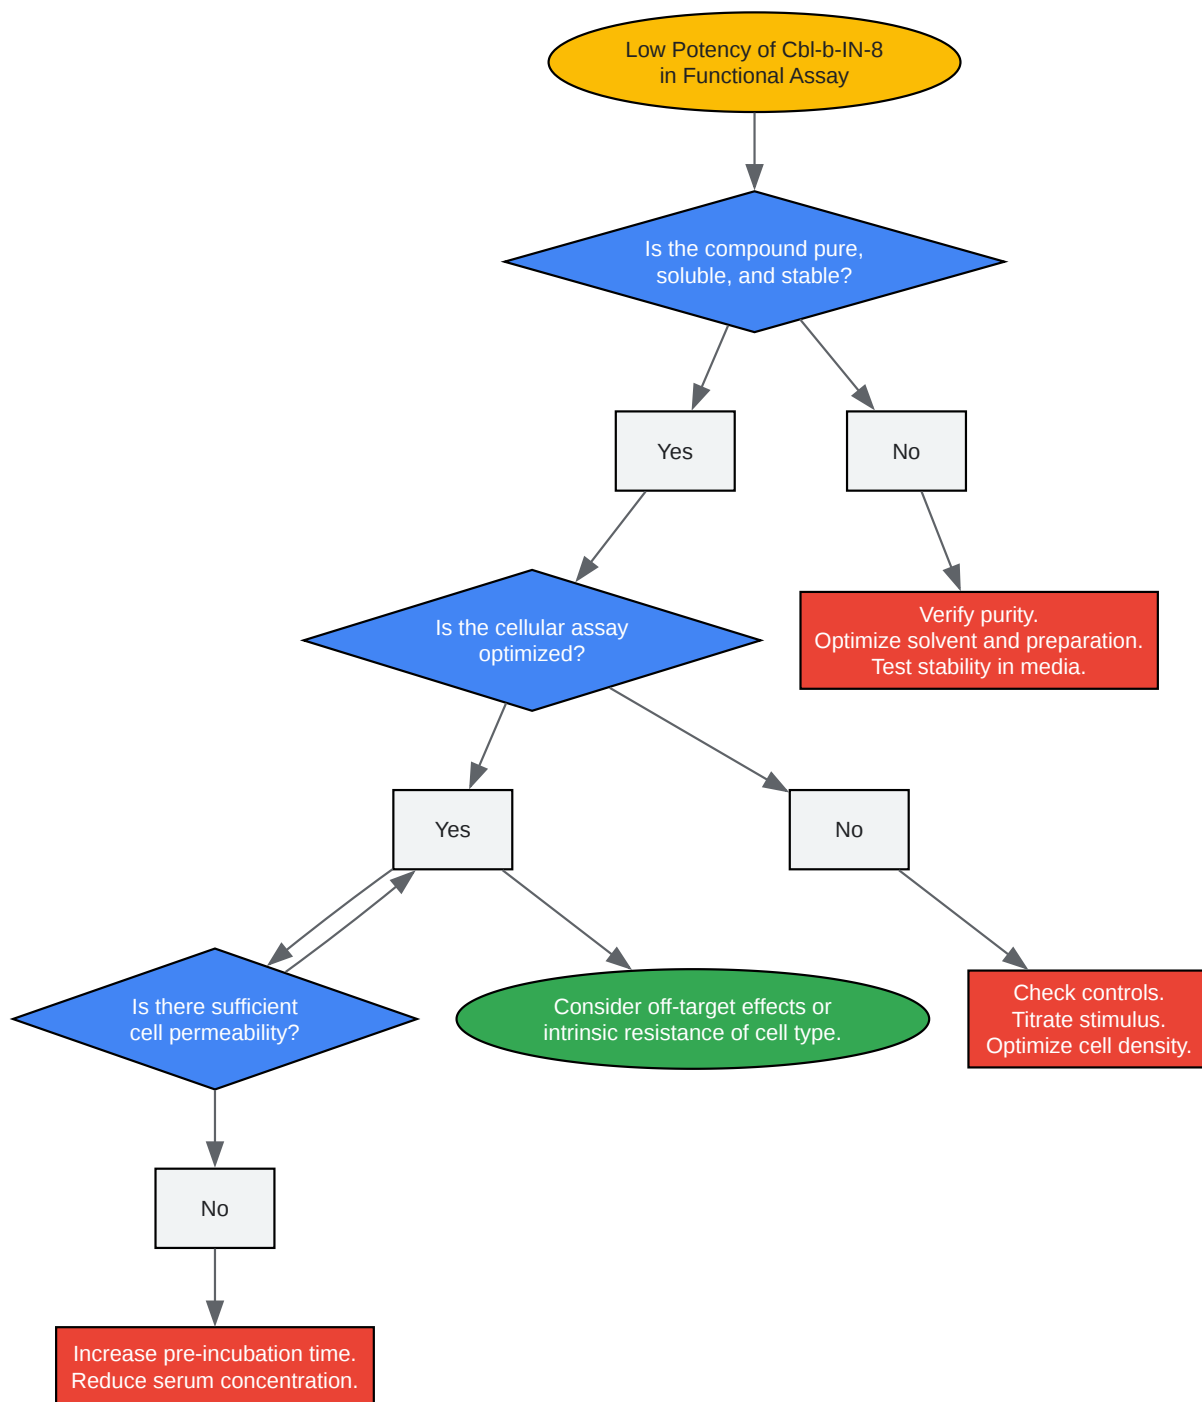 Low Potency of Cbl-b-IN-8
in Functional Assay
Is the compound pure,
soluble, and stable?
Yes
No
Is the cellular assay
optimized?
Verify purity.
Optimize solvent and preparation.
Test stability in media.
Yes
No
Is there sufficient
cell permeability?
Consider off-target effects or
intrinsic resistance of cell type.
Check controls.
Titrate stimulus.
Optimize cell density.
No
Increase pre-incubation time.
Reduce serum concentration.